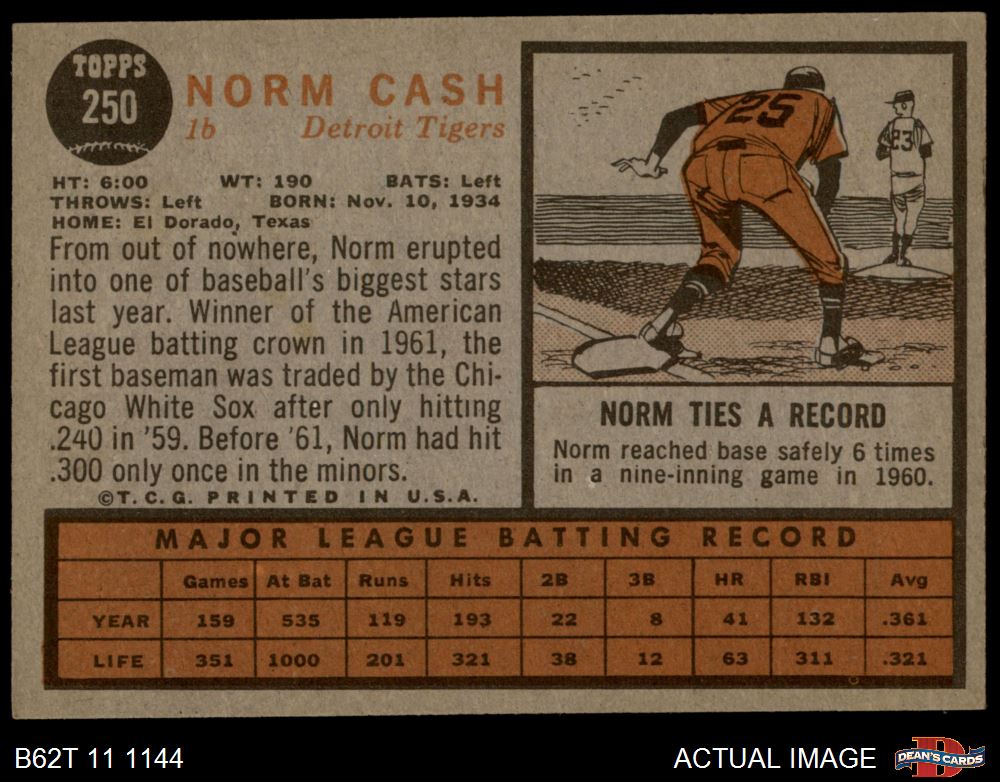 TOPPS
250
NORM CASH
1b Detroit Tigers
HT: 6:00 WT: 190 BATS: Left
THROWS: Left BORN: Nov. 10, 1934
HOME: El Dorado, Texas
From out of nowhere, Norm erupted
into one of baseball's biggest stars
last year. Winner of the American
League batting crown in 1961, the
first baseman was traded by the Chi-
cago White Sox after only hitting
.240 in '59. Before '61, Norm had hit
.300 only once in the minors.
©T.C.G. PRINTED IN U.S.A.
25
23
NORM TIES A RECORD
Norm reached base safely 6 times
in a nine-inning game in 1960.
MAJOR LEAGUE BATTING RECORD
Games At Bat Runs Hits 2B 3B HR RBI Avg
YEAR 159 535 119 193 22 8 41 132 .361
LIFE 351 1000 201 321 38 12 63 311 .321
B62T 11 1144
ACTUAL IMAGE
D
DEAN'S CARDS